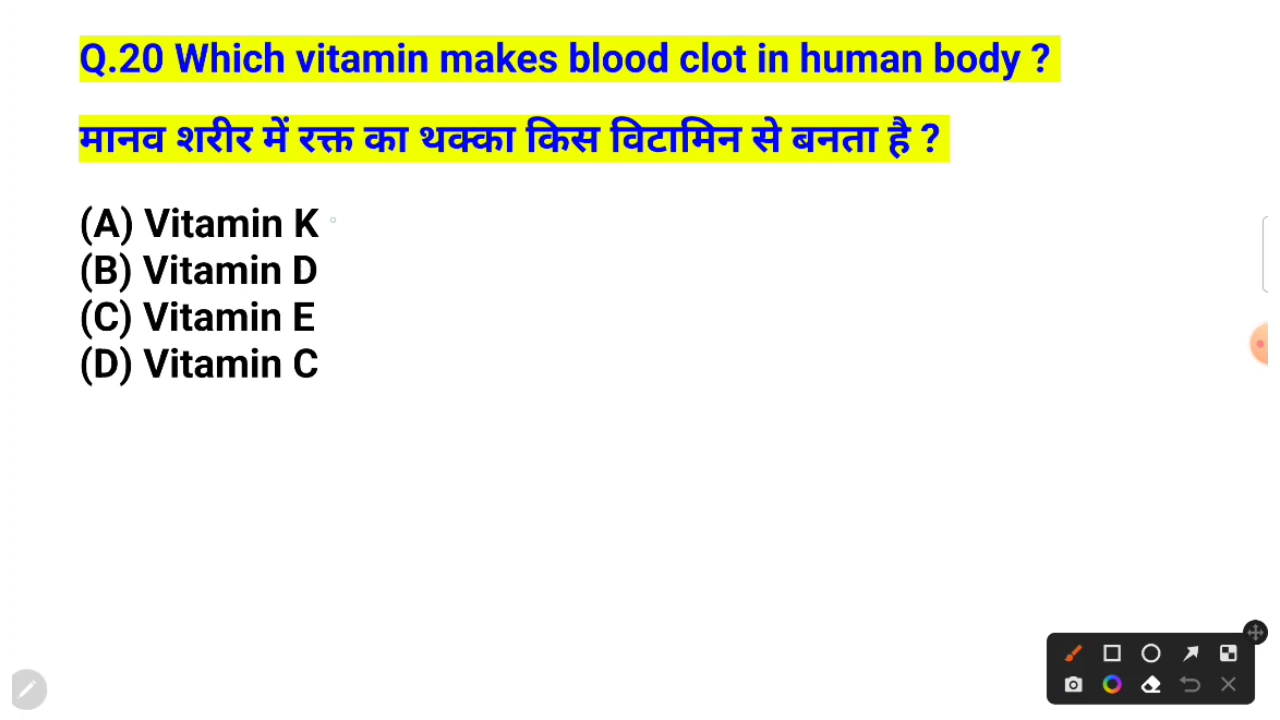 Q.20 Which vitamin makes blood clot in human body ?
मानव शरीर में रक्त का थक्का किस विटामिन से बनता है ?
(A) Vitamin K
(B) Vitamin D
(C) Vitamin E
(D) Vitamin C